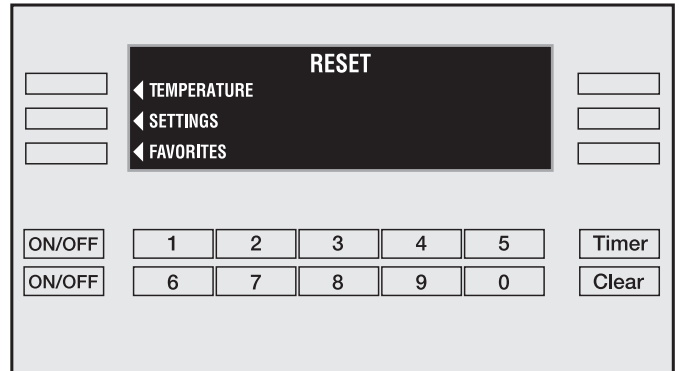 RESET
TEMPERATURE
SETTINGS
FAVORITES
ON/OFF 1 2 3 4 5 Timer
ON/OFF 6 7 8 9 0 Clear